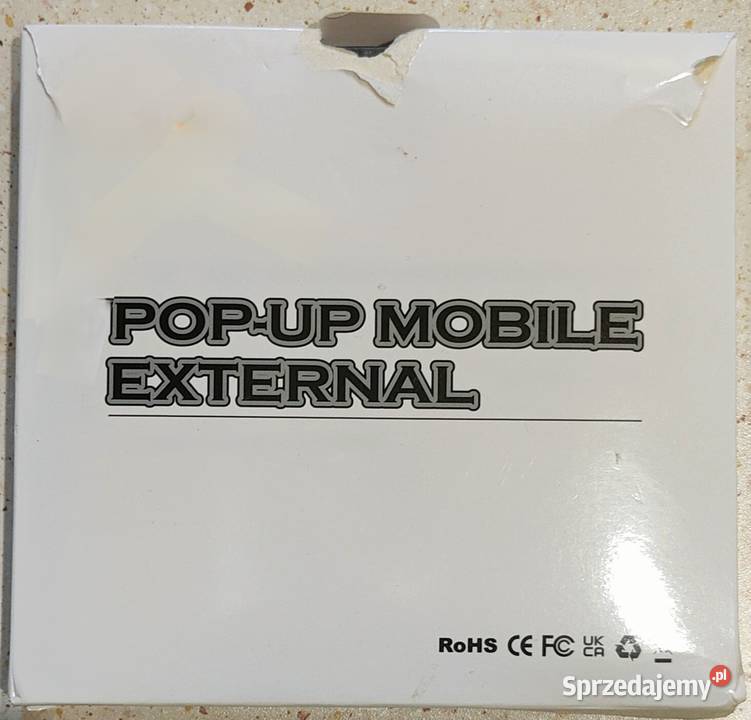 POP-UP MOBILE
EXTERNAL
RoHS CE FC UK CA
Sprzedajemy.pl